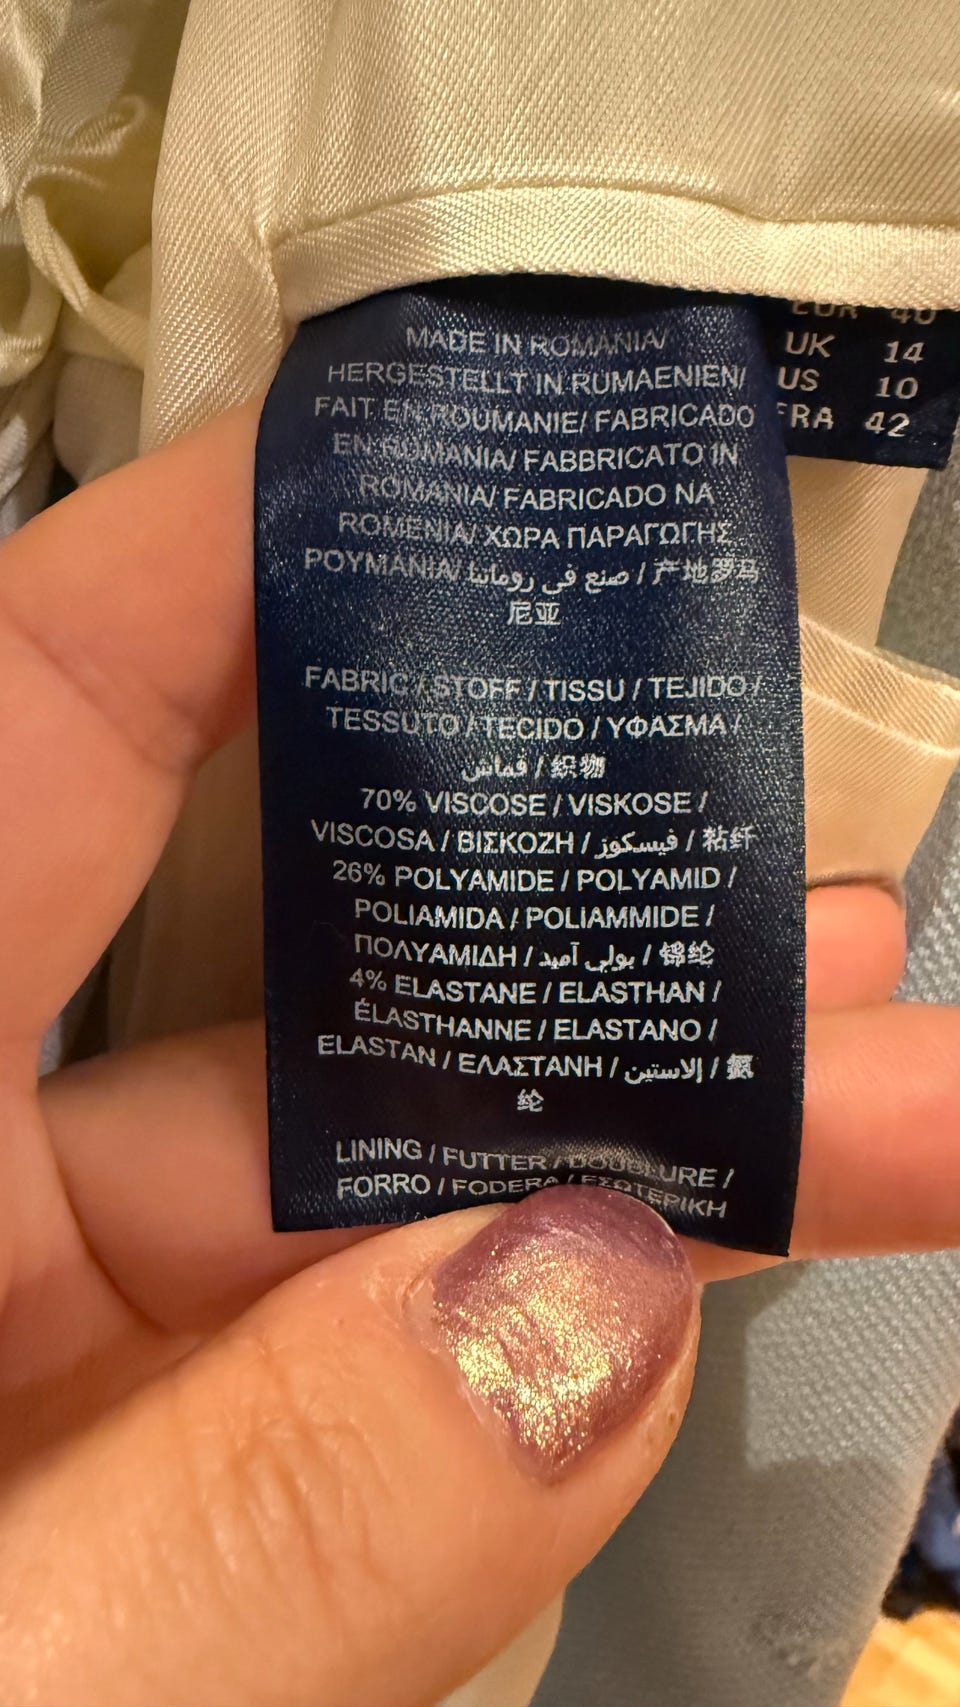 MADE IN ROMANIA/
HERGESTELLT IN RUMAENIEN/
FAIT EN ROUMANIE/ FABRICADO
EN RUMANIA/ FABBRICATO IN
ROMANIA/ FABRICADO NA
ROMENIA/ ΧΩΡΑ ΠΑΡΑΓΩΓΗΣ
ΡΟΥΜΑΝΙΑ/ صنع في رومانيا / 产地罗马
尼亚
FABRIC / STOFF / TISSU / TEJIDO /
TESSUTO / TECIDO / ΥΦΑΣΜΑ /
قماش / 织物
70% VISCOSE / VISKOSE /
VISCOSA / ΒΙΣΚΟΖΗ / فيسكوز / 粘纤
26% POLYAMIDE / POLYAMID /
POLIAMIDA / POLIAMMIDE /
ΠΟΛΥΑΜΙΔΗ / بولي آميد / 锦纶
4% ELASTANE / ELASTHAN /
ÉLASTHANNE / ELASTANO /
ELASTAN / ΕΛΑΣΤΑΝΗ / إلاستين / 氨
纶
LINING / FUTTER / DOUBLURE /
FORRO / FODERA / ΕΣΩΤΕΡΙΚΗ
EUR 40
UK 14
US 10
FRA 42